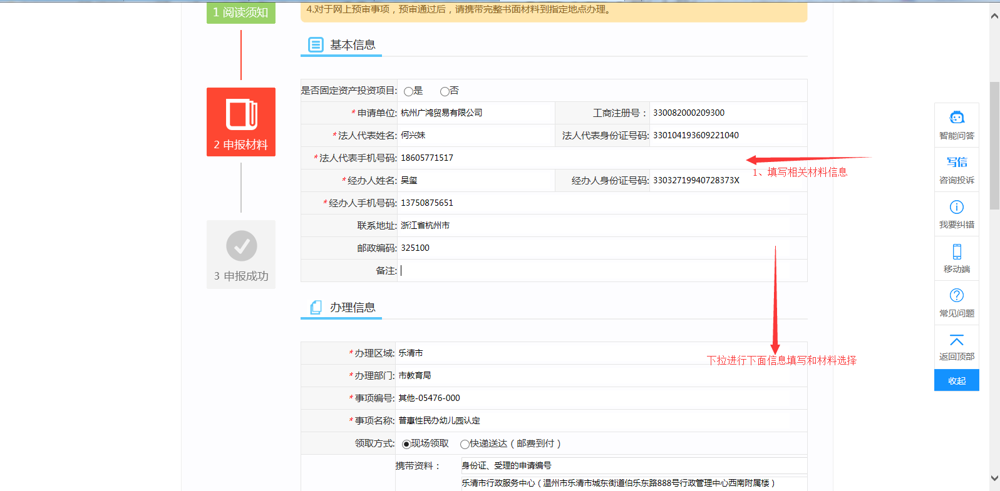 1 阅读须知
4.对于网上预审事项，预审通过后，请携带完整书面材料到指定地点办理。
基本信息
是否固定资产投资项目: 是 否
*申请单位: 杭州广鸿贸易有限公司 工商注册号： 330082000209300
*法人代表姓名: 何兴妹 法人代表身份证号码: 330104193609221040
2 申报材料
*法人代表手机号码: 18605771517
1、填写相关材料信息
*经办人姓名: 吴玺 经办人身份证号码: 33032719940728373X
*经办人手机号码: 13750875651
联系地址: 浙江省杭州市
邮政编码: 325100
备注:
3 申报成功
办理信息
*办理区域: 乐清市
下拉进行下面信息填写和材料选择
*办理部门: 市教育局
*事项编号: 其他-05476-000
*事项名称: 普惠性民办幼儿园认定
领取方式: 现场领取 快递送达（邮费到付）
携带资料： 身份证、受理的申请编号
乐清市行政服务中心（温州市乐清市城东街道伯乐东路888号行政管理中心西南附属楼）
智能问答
写信
咨询投诉
我要纠错
移动端
常见问题
返回顶部
收起